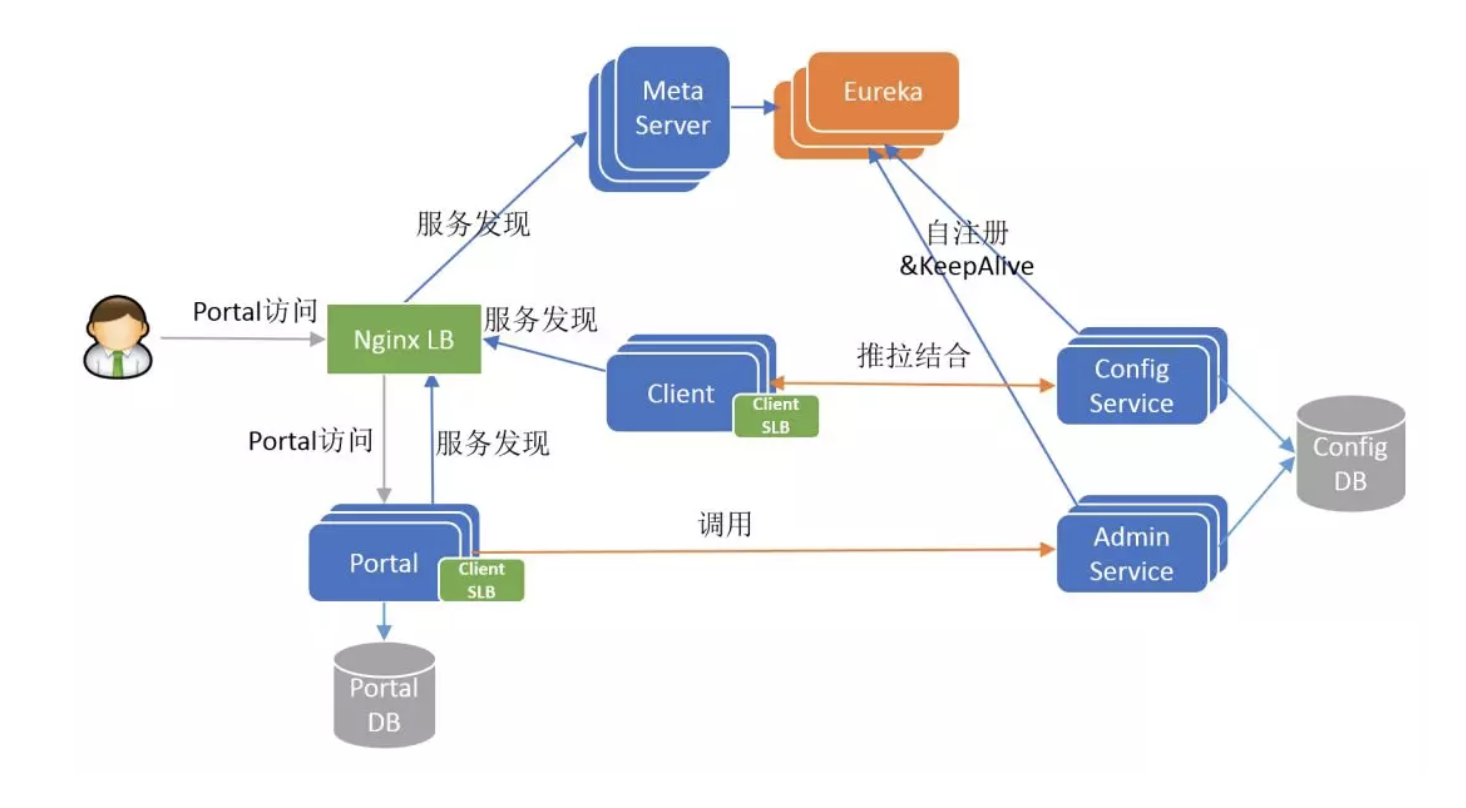 Meta
Server
Eureka
服务发现
自注册
&KeepAlive
Portal访问
Nginx LB
服务发现
Client
Client
SLB
推拉结合
Config
Service
Config
DB
Portal访问
服务发现
调用
Portal
Client
SLB
Admin
Service
Portal
DB